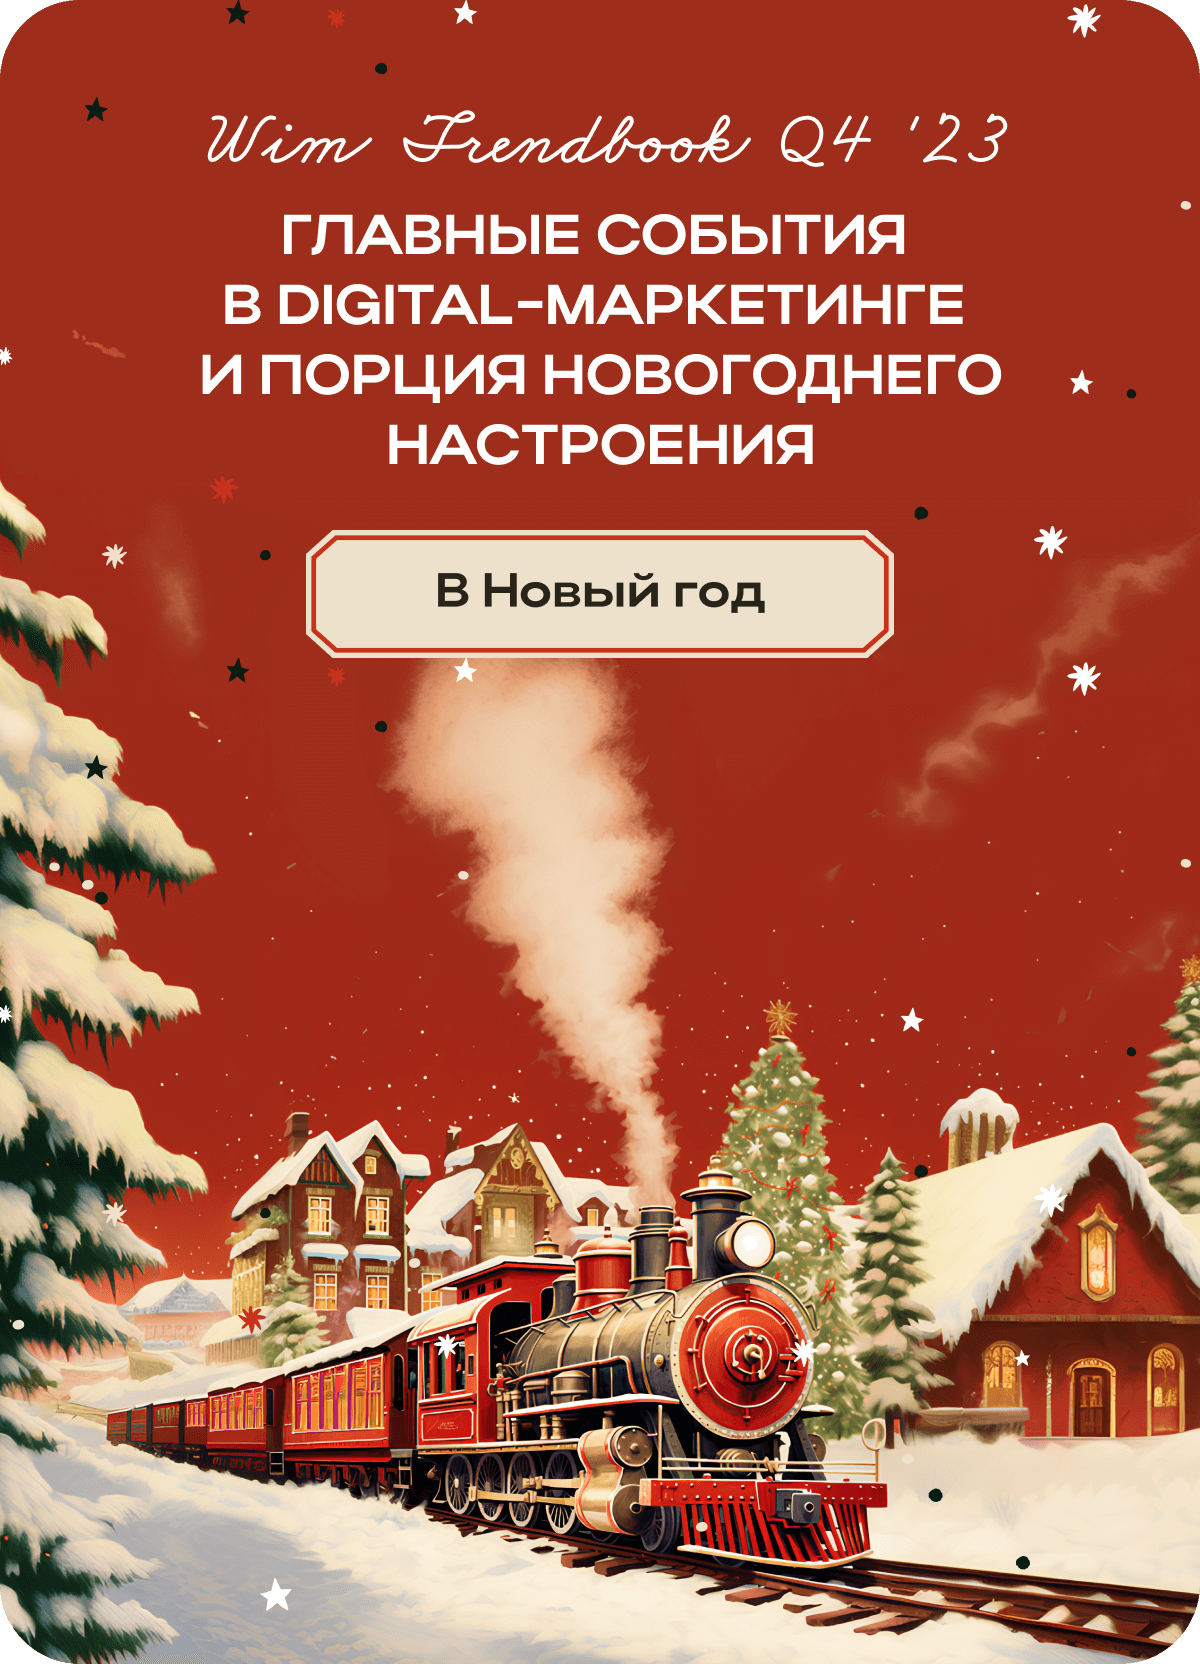 Wim Trendbook Q4 '23
ГЛАВНЫЕ СОБЫТИЯ
В DIGITAL-МАРКЕТИНГЕ
И ПОРЦИЯ НОВОГОДНЕГО
НАСТРОЕНИЯ
В Новый год